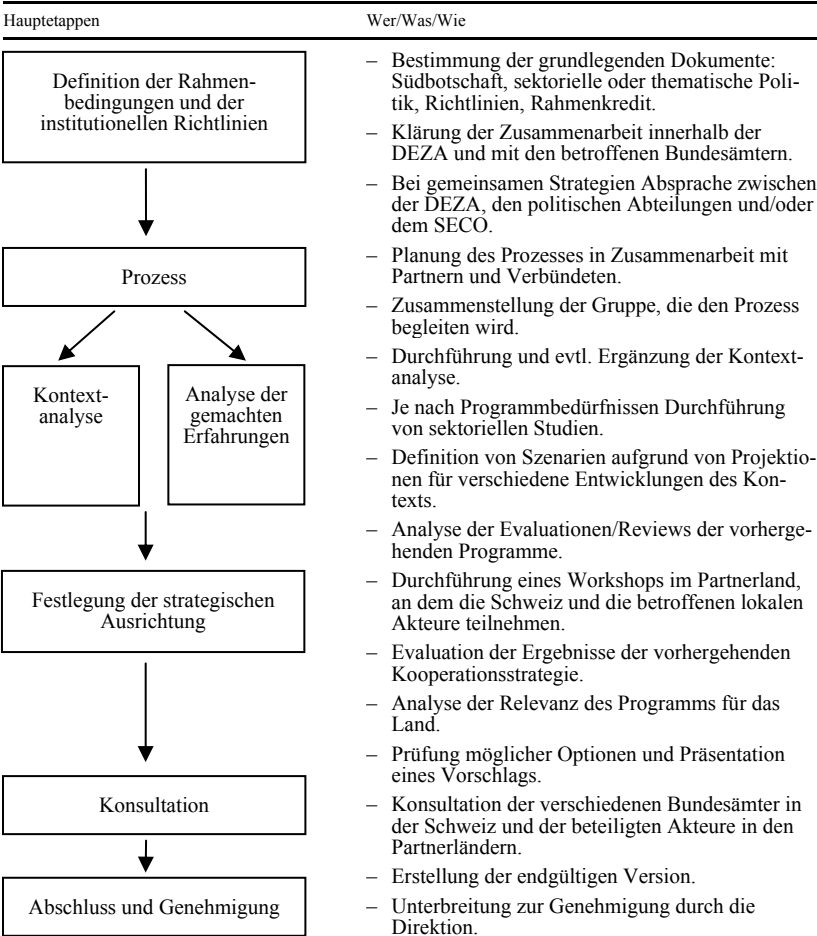 Hauptetappen
Wer/Was/Wie
Definition der Rahmen-
bedingungen und der
institutionellen Richtlinien
– Bestimmung der grundlegenden Dokumente:
Südbotschaft, sektorielle oder thematische Poli-
tik, Richtlinien, Rahmenkredit.
– Klärung der Zusammenarbeit innerhalb der
DEZA und mit den betroffenen Bundesämtern.
– Bei gemeinsamen Strategien Absprache zwischen
der DEZA, den politischen Abteilungen und/oder
dem SECO.
Prozess
– Planung des Prozesses in Zusammenarbeit mit
Partnern und Verbündeten.
– Zusammenstellung der Gruppe, die den Prozess
begleiten wird.
Kontext-
analyse
Analyse der
gemachten
Erfahrungen
– Durchführung und evtl. Ergänzung der Kontext-
analyse.
– Je nach Programmbedürfnissen Durchführung
von sektoriellen Studien.
– Definition von Szenarien aufgrund von Projektio-
nen für verschiedene Entwicklungen des Kon-
texts.
– Analyse der Evaluationen/Reviews der vorherge-
henden Programme.
Festlegung der strategischen
Ausrichtung
– Durchführung eines Workshops im Partnerland,
an dem die Schweiz und die betroffenen lokalen
Akteure teilnehmen.
– Evaluation der Ergebnisse der vorhergehenden
Kooperationsstrategie.
– Analyse der Relevanz des Programms für das
Land.
– Prüfung möglicher Optionen und Präsentation
eines Vorschlags.
Konsultation
– Konsultation der verschiedenen Bundesämter in
der Schweiz und der beteiligten Akteure in den
Partnerländern.
Abschluss und Genehmigung
– Erstellung der endgültigen Version.
– Unterbreitung zur Genehmigung durch die
Direktion.